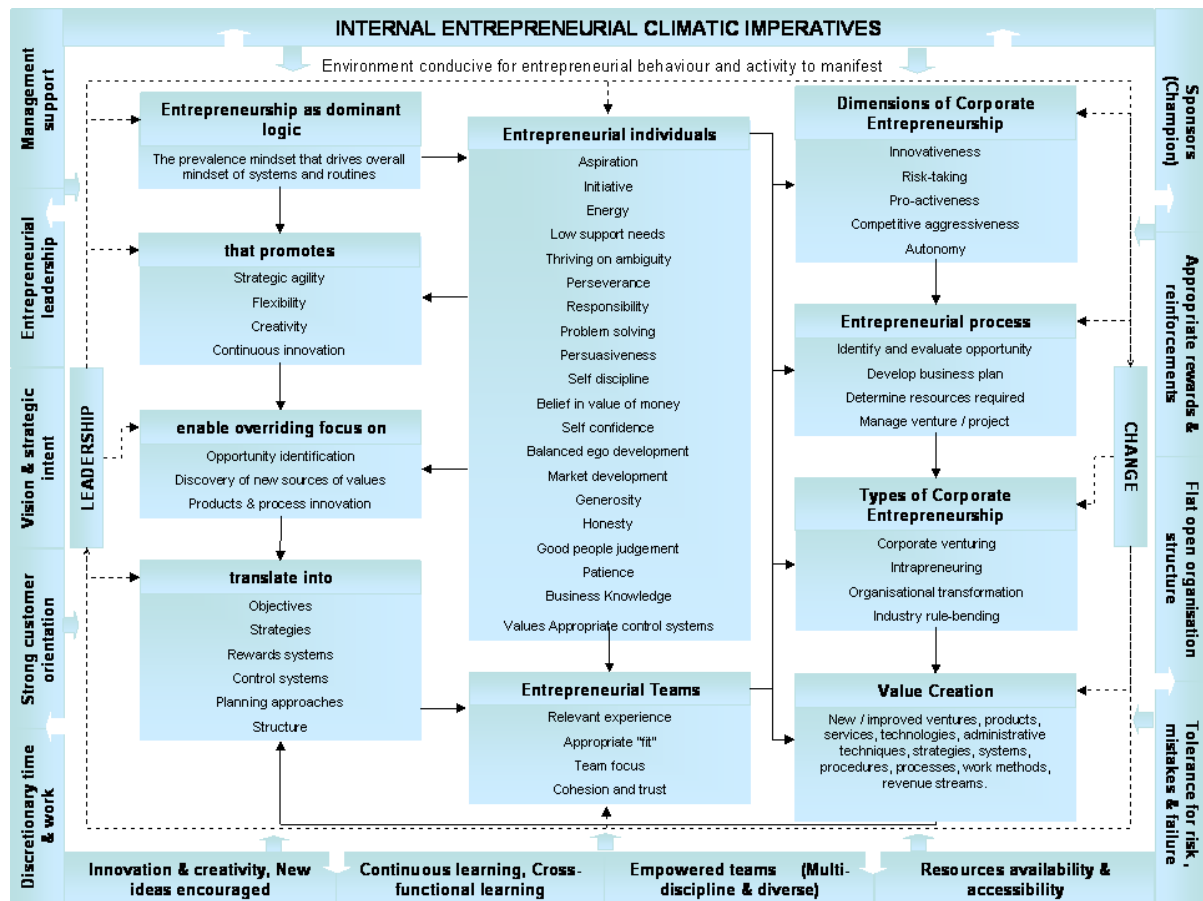 INTERNAL ENTREPRENEURIAL CLIMATIC IMPERATIVES
Environment conducive for entrepreneurial behaviour and activity to manifest
Management
support
Entrepreneurial
leadership
Vision & strategic
intent
Strong customer
orientation
Discretionary time
& work
LEADERSHIP
Entrepreneurship as dominant
logic
The prevalence mindset that drives overall
mindset of systems and routines
that promotes
Strategic agility
Flexibility
Creativity
Continuous innovation
enable overriding focus on
Opportunity identification
Discovery of new sources of values
Products & process innovation
translate into
Objectives
Strategies
Rewards systems
Control systems
Planning approaches
Structure
Entrepreneurial individuals
Aspiration
Initiative
Energy
Low support needs
Thriving on ambiguity
Perseverance
Responsibility
Problem solving
Persuasiveness
Self discipline
Belief in value of money
Self confidence
Balanced ego development
Market development
Generosity
Honesty
Good people judgement
Patience
Business Knowledge
Values Appropriate control systems
Entrepreneurial Teams
Relevant experience
Appropriate "fit"
Team focus
Cohesion and trust
Dimensions of Corporate
Entrepreneurship
Innovativeness
Risk-taking
Pro-activeness
Competitive aggressiveness
Autonomy
Entrepreneurial process
Identify and evaluate opportunity
Develop business plan
Determine resources required
Manage venture / project
Types of Corporate
Entrepreneurship
Corporate venturing
Intrapreneuring
Organisational transformation
Industry rule-bending
Value Creation
New / improved ventures, products,
services, technologies, administrative
techniques, strategies, systems,
procedures, processes, work methods,
revenue streams.
CHANGE
Sponsors
(Champion)
Appropriate rewards &
reinforcements
Flat open organisation
structure
Tolerance for risk,
mistakes & failure
Innovation & creativity, New
ideas encouraged
Continuous learning, Cross-
functional learning
Empowered teams (Multi-
discipline & diverse)
Resources availability &
accessibility